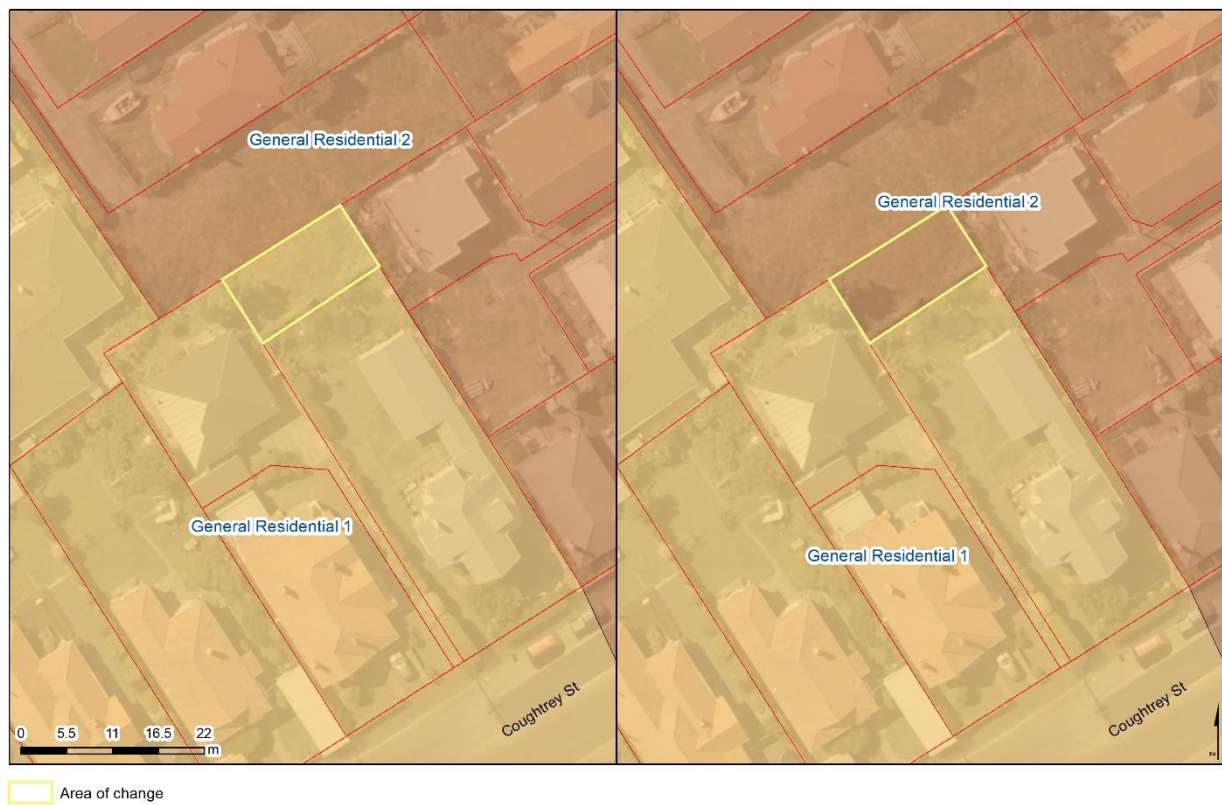 General Residential 2
General Residential 1
Coughtrey St
0 5.5 11 16.5 22
m
General Residential 2
General Residential 1
Coughtrey St
N
Area of change